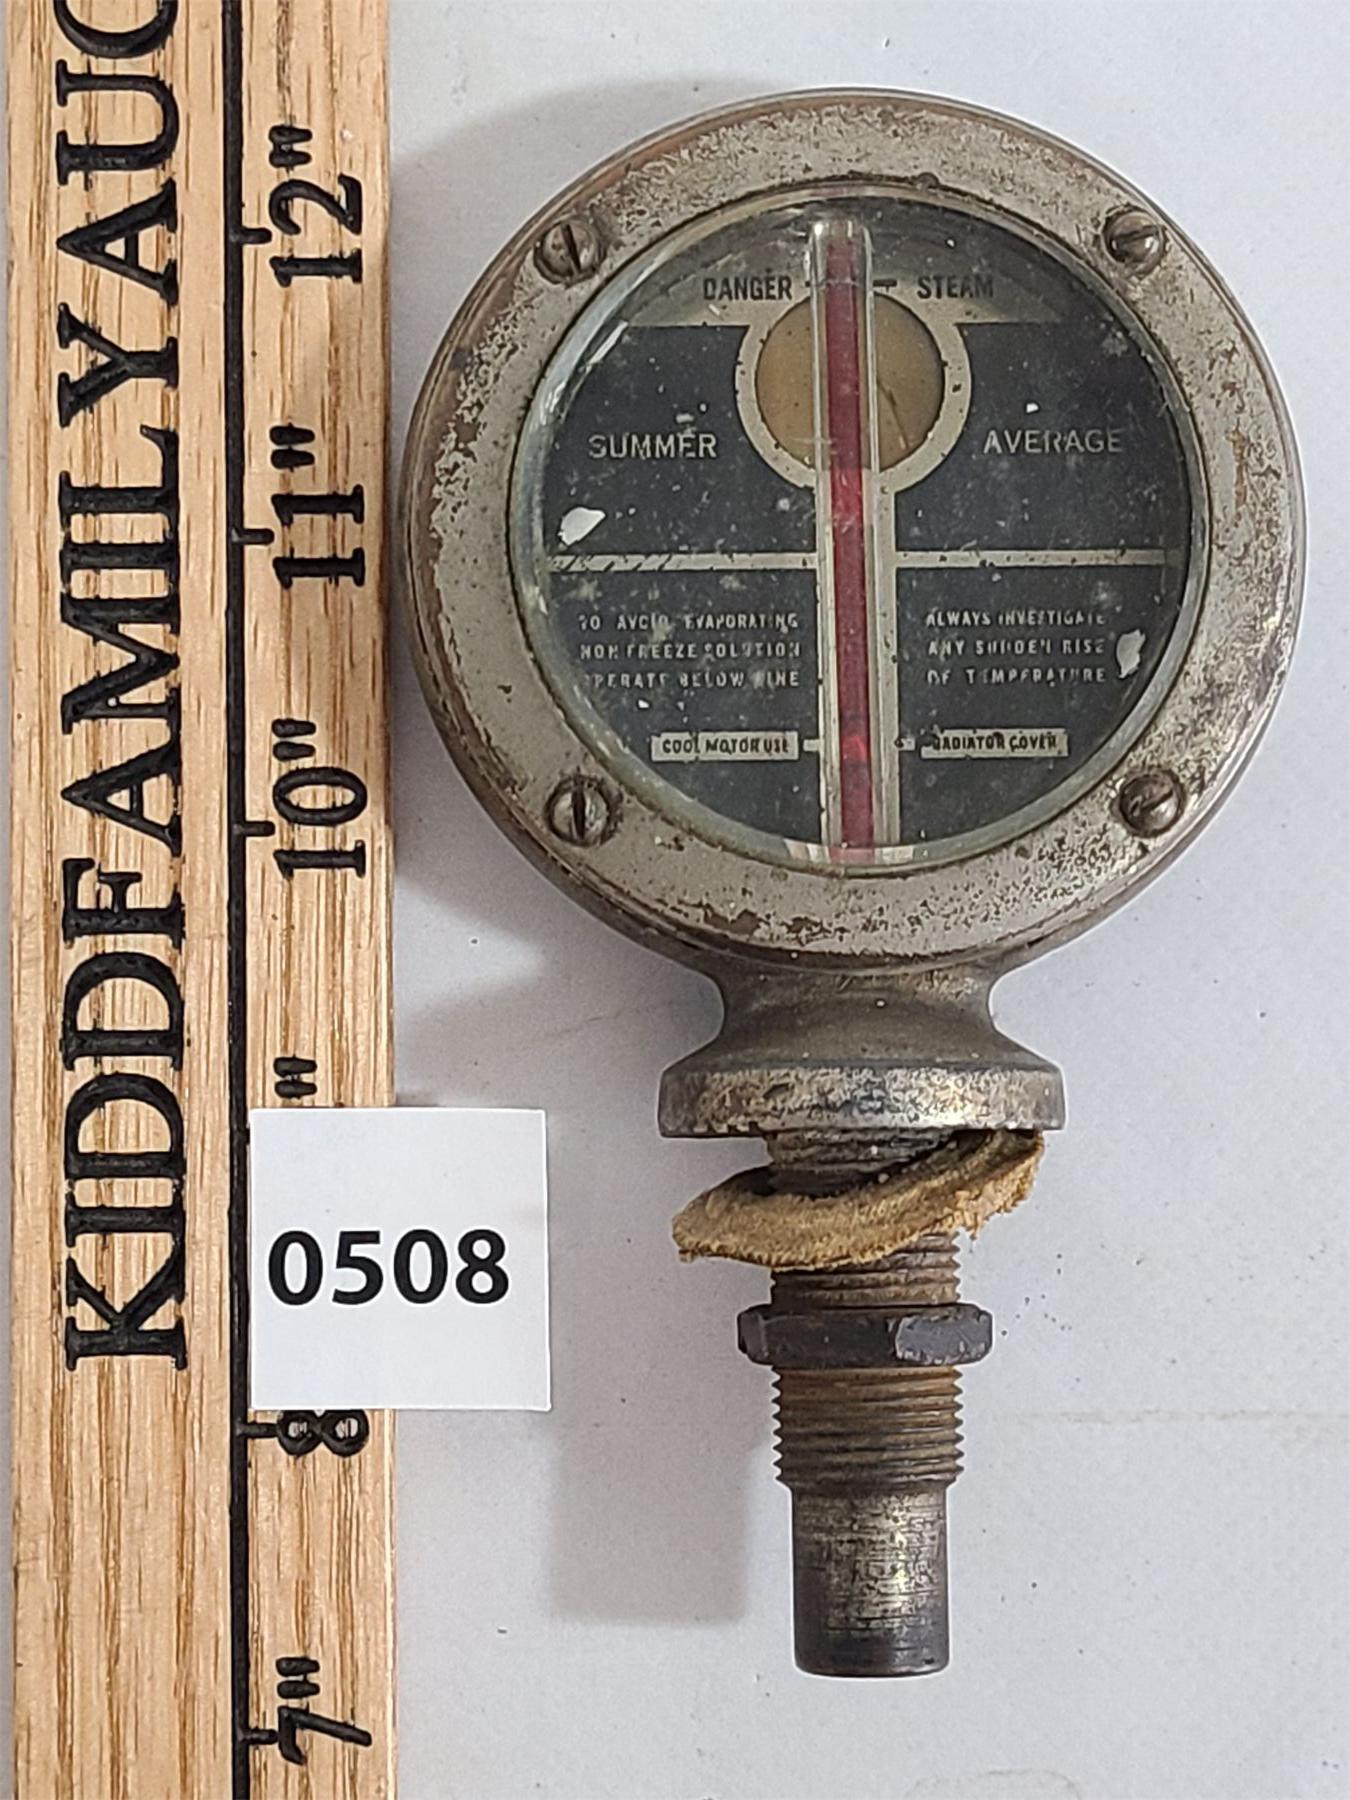 KIDDFAMILYAUC
12"
11"
10"
"
8
7"
0508
DANGER STEAM
SUMMER AVERAGE
TO AVOID EVAPORATING
NON FREEZE SOLUTION
OPERATE BELOW LINE
ALWAYS INVESTIGATE
ANY SUDDEN RISE
OF TEMPERATURE
COOL MOTOR USE RADIATOR COVER